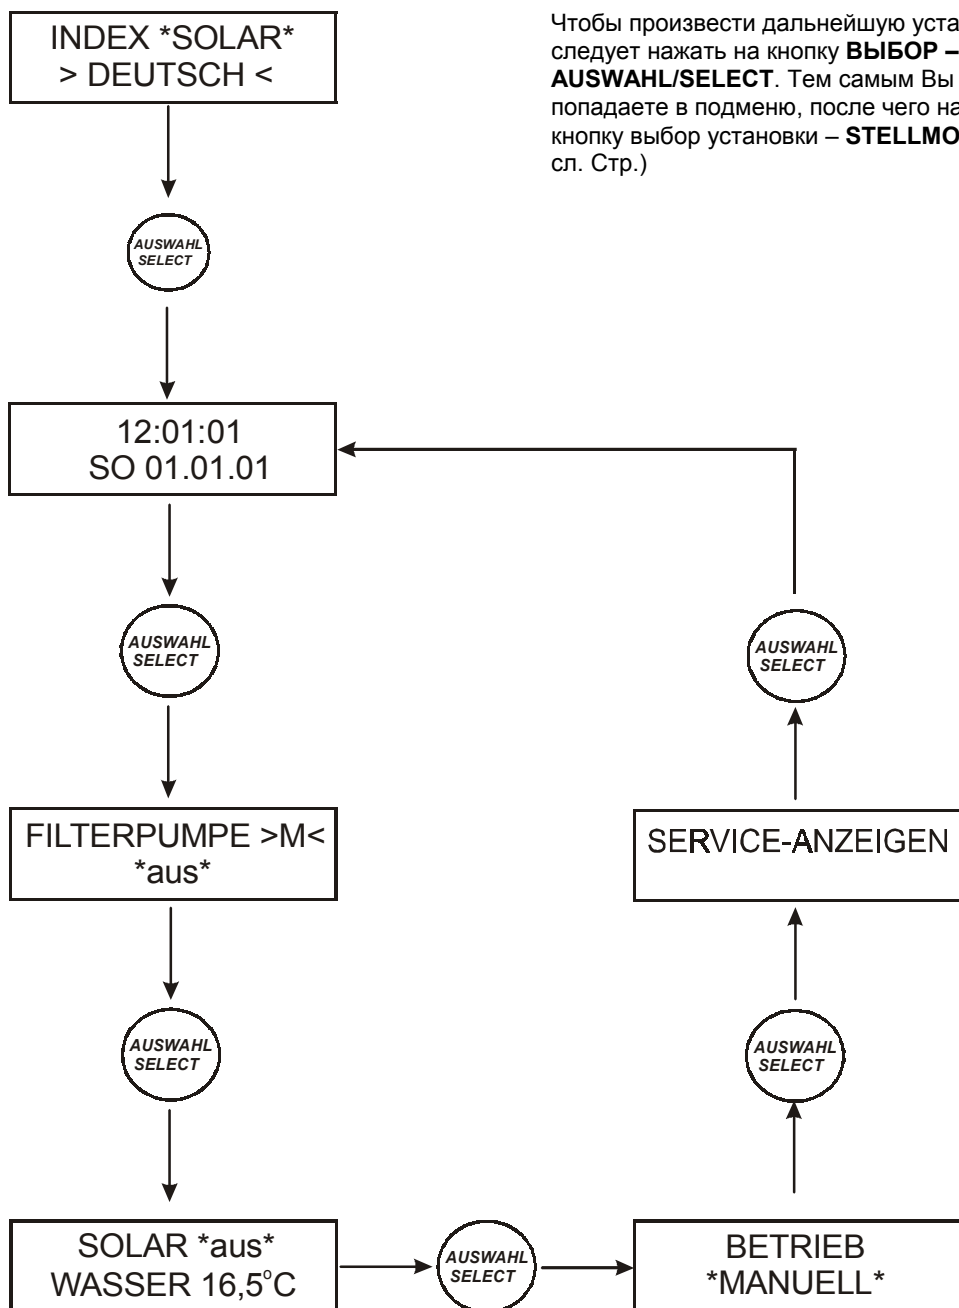 INDEX *SOLAR*
> DEUTSCH <
Чтобы произвести дальнейшую уста
следует нажать на кнопку ВЫБОР –
AUSWAHL/SELECT. Тем самым Вы
попадаете в подменю, после чего на
кнопку выбор установки – STELLMO
сл. Стр.)
AUSWAHL
SELECT
12:01:01
SO 01.01.01
AUSWAHL
SELECT
FILTERPUMPE >M<
*aus*
AUSWAHL
SELECT
SOLAR *aus*
WASSER 16,5°C
AUSWAHL
SELECT
BETRIEB
*MANUELL*
AUSWAHL
SELECT
SERVICE-ANZEIGEN
AUSWAHL
SELECT